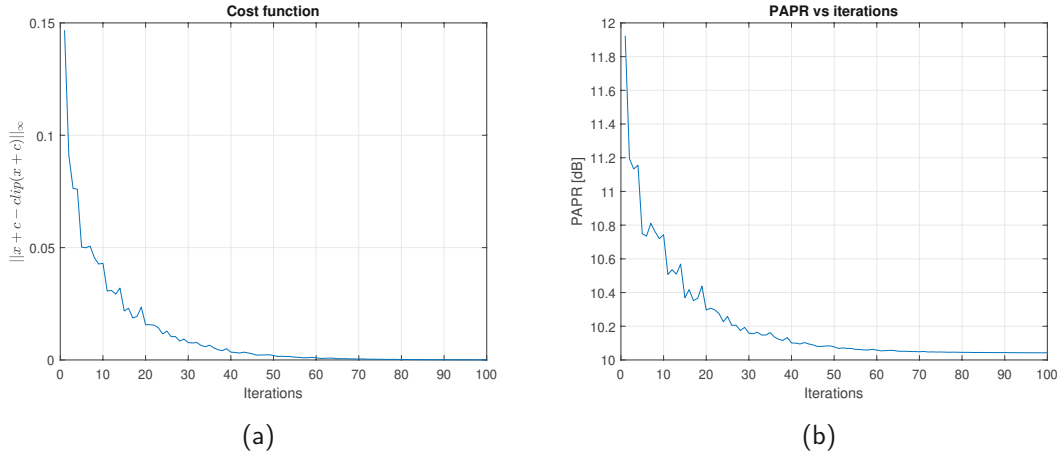 Cost function
0.15
0.1
0.05
0
||x + c − clip(x + c)||∞
0 10 20 30 40 50 60 70 80 90 100
Iterations
(a)
PAPR vs iterations
12
11.8
11.6
11.4
11.2
11
10.8
10.6
10.4
10.2
10
PAPR [dB]
0 10 20 30 40 50 60 70 80 90 100
Iterations
(b)